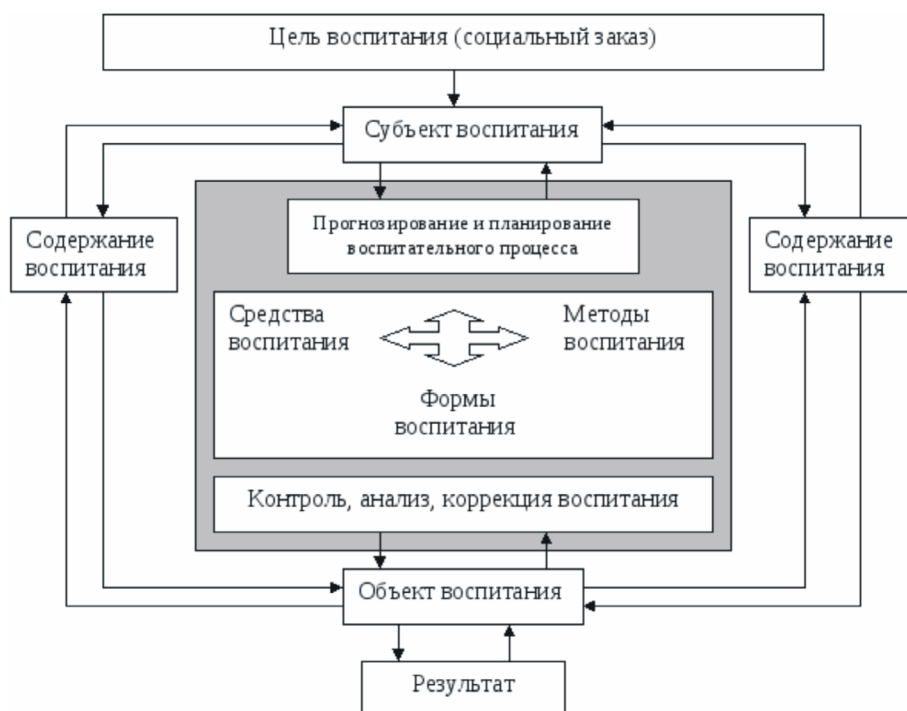 Цель воспитания (социальный заказ)
Субъект воспитания
Прогнозирование и планирование
воспитательного процесса
Содержание
воспитания
Содержание
воспитания
Средства
воспитания
Методы
воспитания
Формы
воспитания
Контроль, анализ, коррекция воспитания
Объект воспитания
Результат